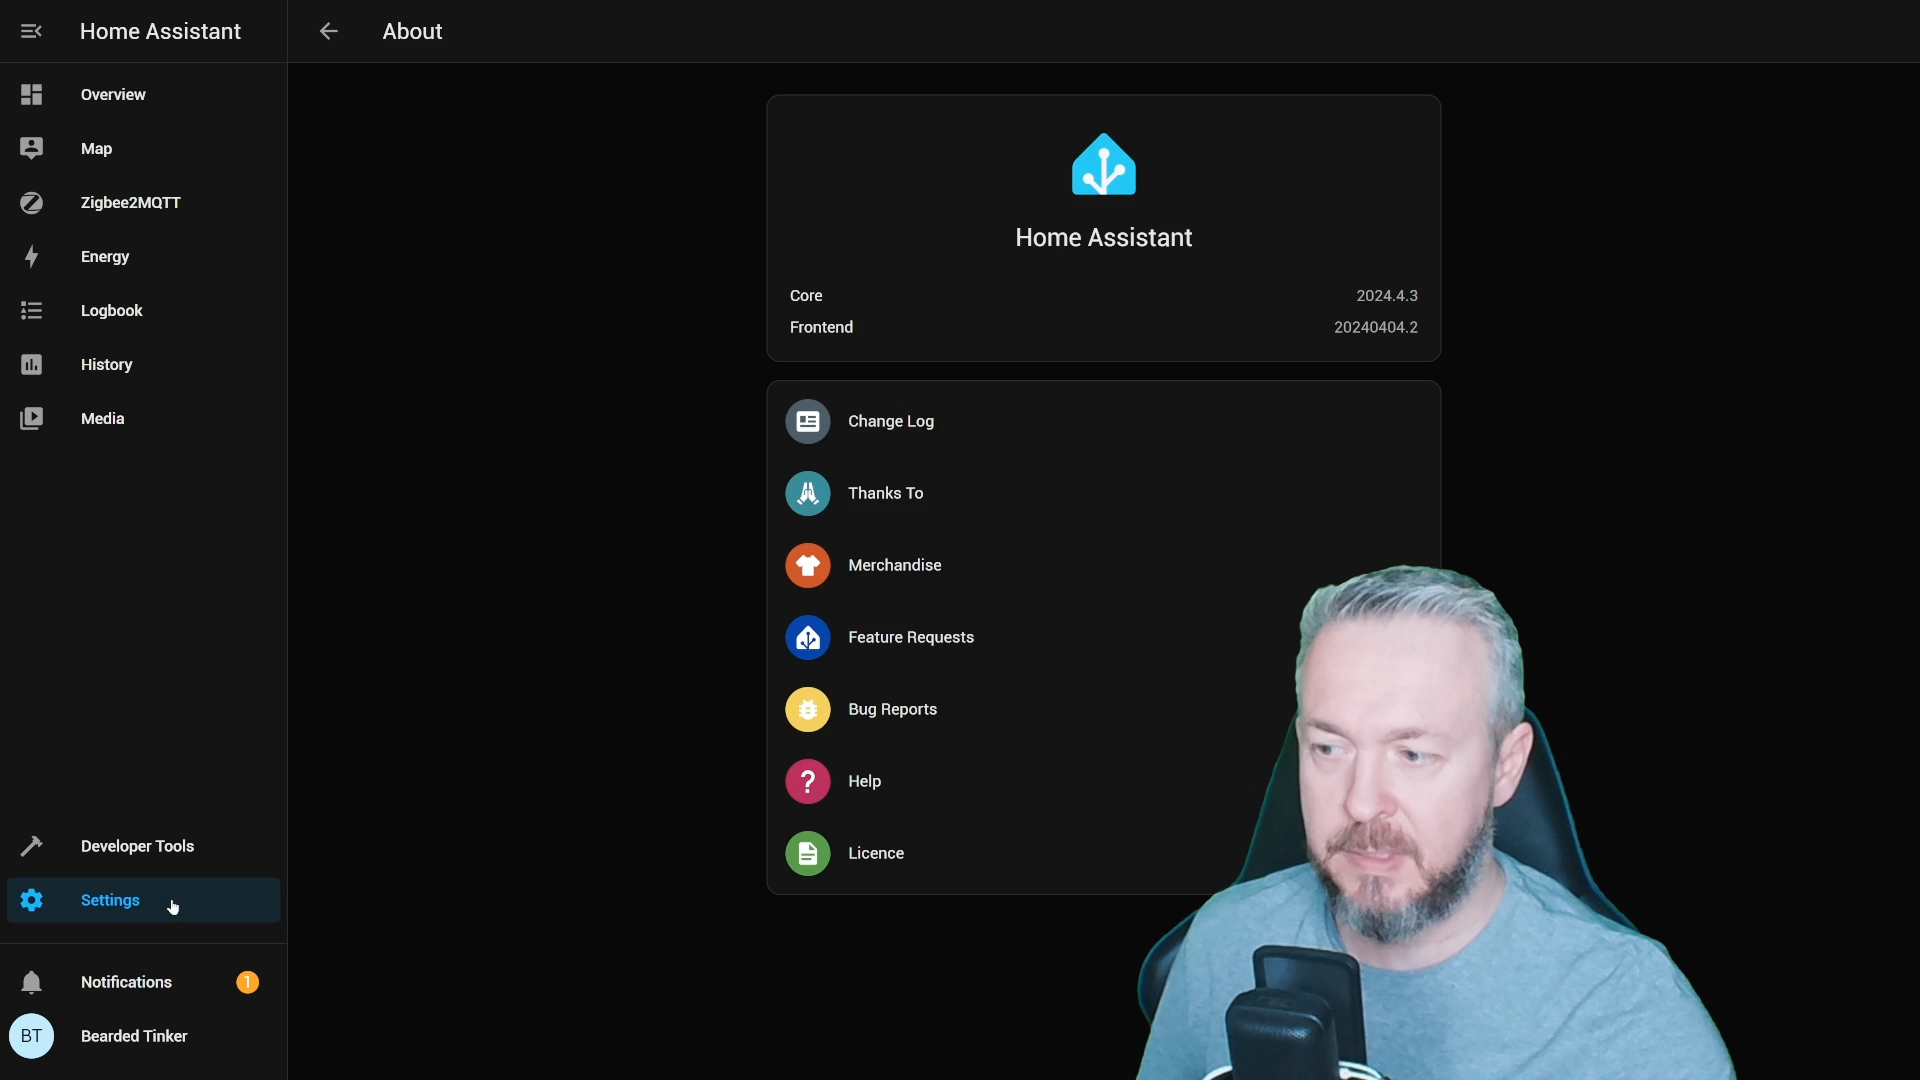 Home Assistant
Overview
Map
Zigbee2MQTT
Energy
Logbook
History
Media
Developer Tools
Settings
Notifications 1
BT Bearded Tinker
About
Home Assistant
Core 2024.4.3
Frontend 20240404.2
Change Log
Thanks To
Merchandise
Feature Requests
Bug Reports
? Help
Licence